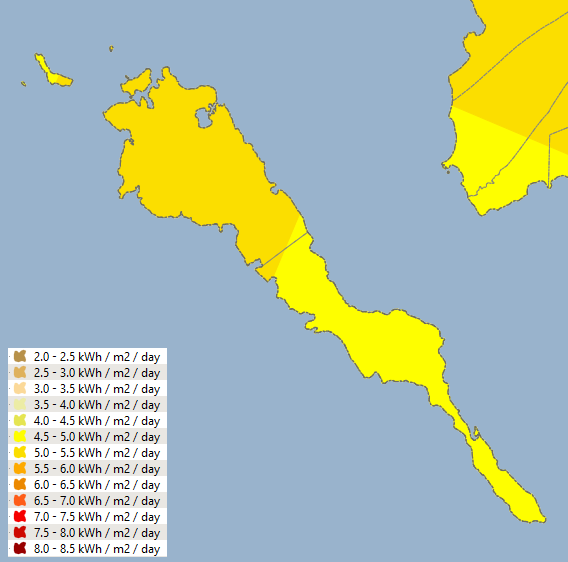 2.0 - 2.5 kWh / m2 / day
2.5 - 3.0 kWh / m2 / day
3.0 - 3.5 kWh / m2 / day
3.5 - 4.0 kWh / m2 / day
4.0 - 4.5 kWh / m2 / day
4.5 - 5.0 kWh / m2 / day
5.0 - 5.5 kWh / m2 / day
5.5 - 6.0 kWh / m2 / day
6.0 - 6.5 kWh / m2 / day
6.5 - 7.0 kWh / m2 / day
7.0 - 7.5 kWh / m2 / day
7.5 - 8.0 kWh / m2 / day
8.0 - 8.5 kWh / m2 / day